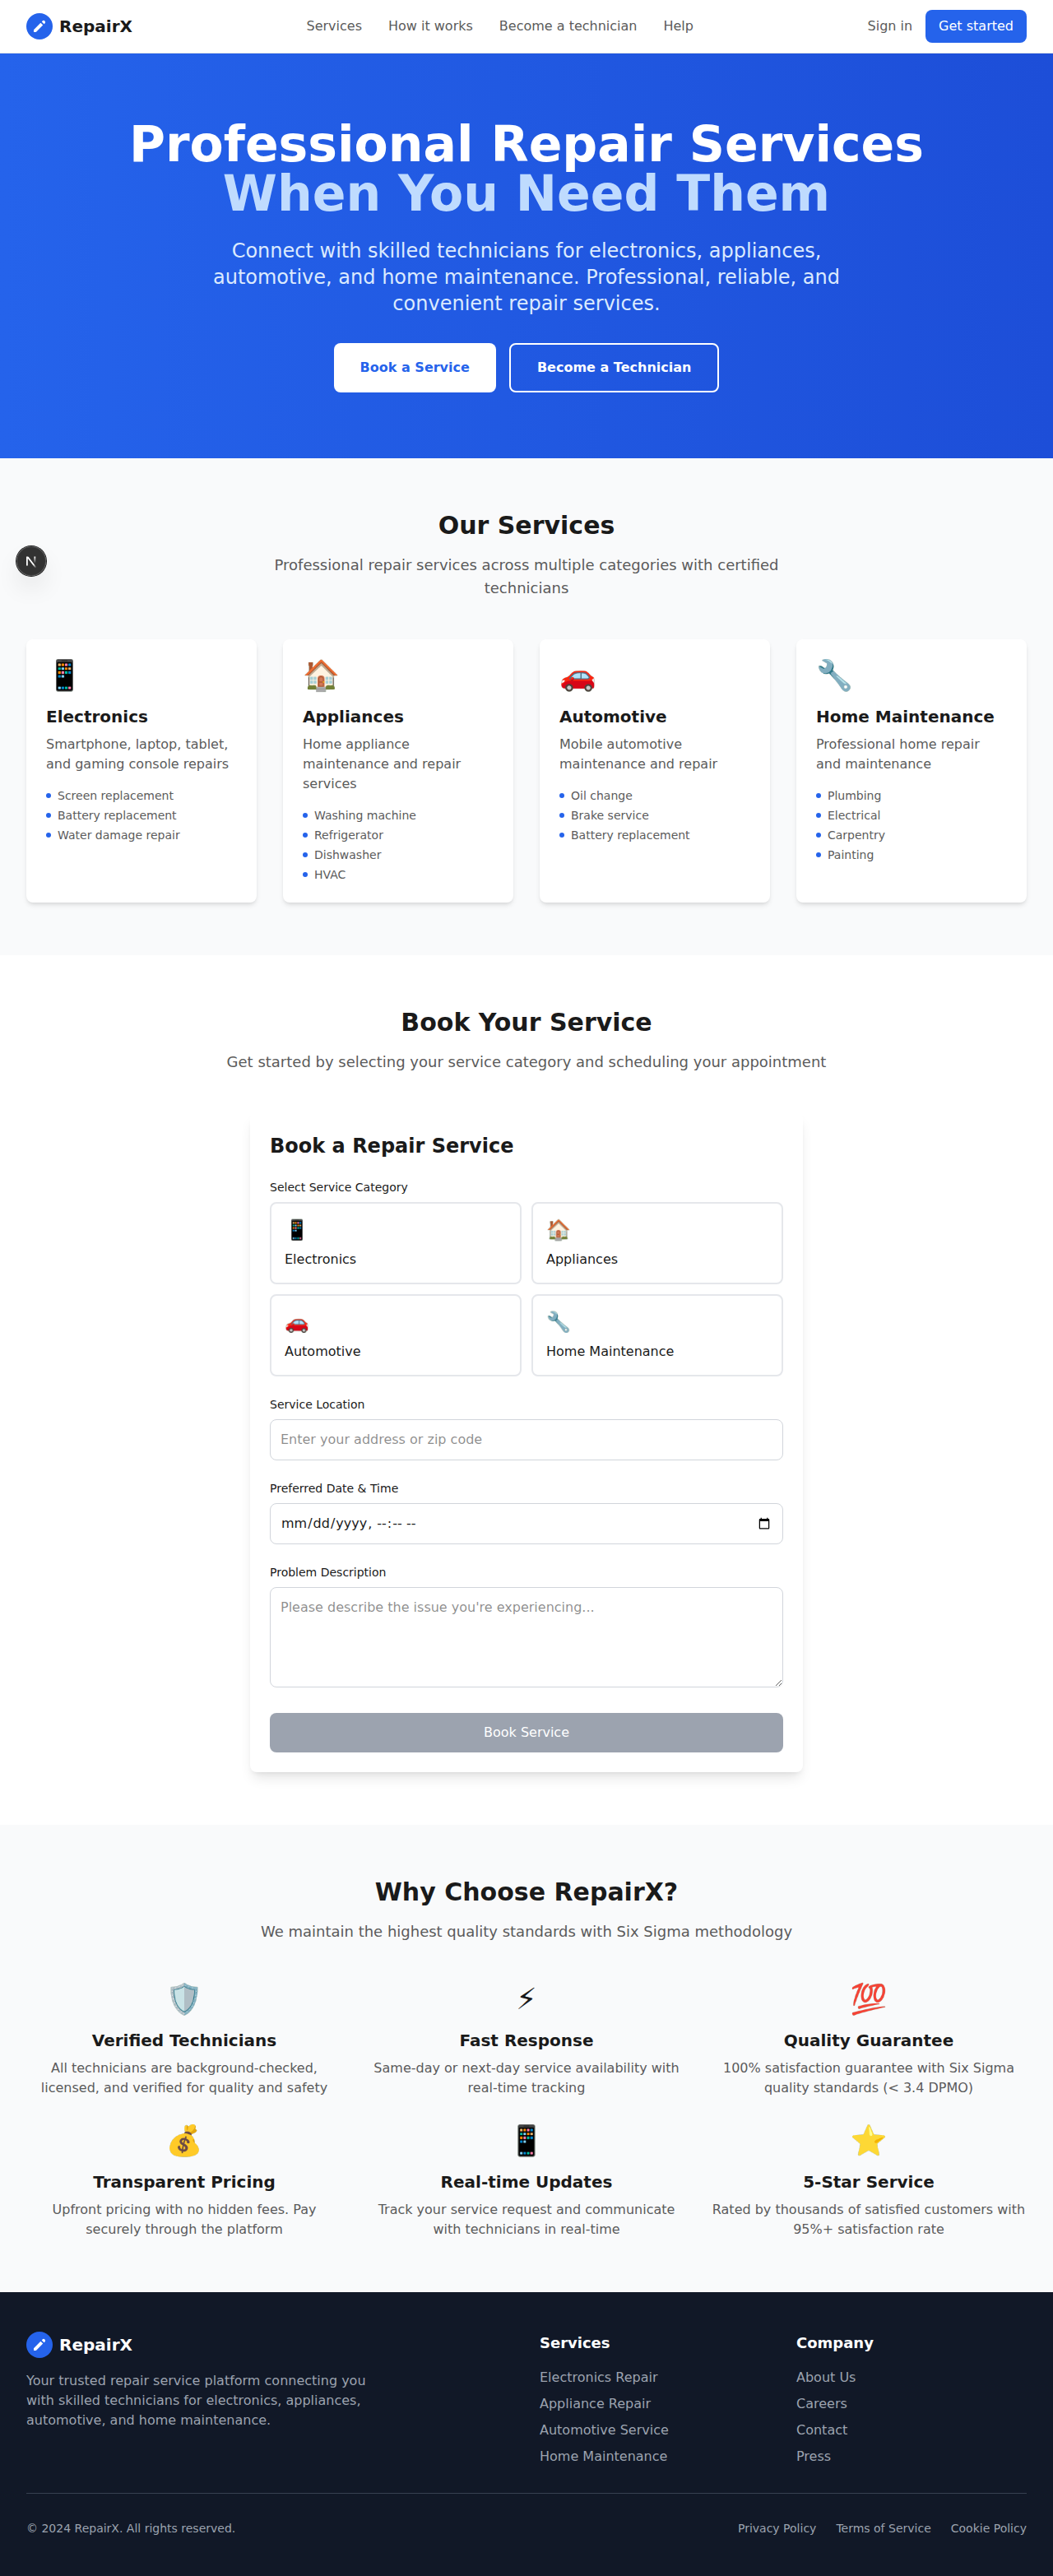 RepairX
Services
How it works
Become a technician
Help
Sign in
Get started
Professional Repair Services
When You Need Them
Connect with skilled technicians for electronics, appliances,
automotive, and home maintenance. Professional, reliable, and
convenient repair services.
Book a Service
Become a Technician
Our Services
Professional repair services across multiple categories with certified
technicians
N
Electronics
Smartphone, laptop, tablet,
and gaming console repairs
Screen replacement
Battery replacement
Water damage repair
Appliances
Home appliance
maintenance and repair
services
Washing machine
Refrigerator
Dishwasher
HVAC
Automotive
Mobile automotive
maintenance and repair
Oil change
Brake service
Battery replacement
Home Maintenance
Professional home repair
and maintenance
Plumbing
Electrical
Carpentry
Painting
Book Your Service
Get started by selecting your service category and scheduling your appointment
Book a Repair Service
Select Service Category
Electronics
Appliances
Automotive
Home Maintenance
Service Location
Enter your address or zip code
Preferred Date & Time
mm/dd/yyyy, --:-- --
Problem Description
Please describe the issue you're experiencing...
Book Service
Why Choose RepairX?
We maintain the highest quality standards with Six Sigma methodology
Verified Technicians
All technicians are background-checked,
licensed, and verified for quality and safety
Fast Response
Same-day or next-day service availability with
real-time tracking
100
Quality Guarantee
100% satisfaction guarantee with Six Sigma
quality standards (< 3.4 DPMO)
Transparent Pricing
Upfront pricing with no hidden fees. Pay
securely through the platform
Real-time Updates
Track your service request and communicate
with technicians in real-time
5-Star Service
Rated by thousands of satisfied customers with
95%+ satisfaction rate
RepairX
Your trusted repair service platform connecting you
with skilled technicians for electronics, appliances,
automotive, and home maintenance.
Services
Electronics Repair
Appliance Repair
Automotive Service
Home Maintenance
Company
About Us
Careers
Contact
Press
© 2024 RepairX. All rights reserved.
Privacy Policy
Terms of Service
Cookie Policy